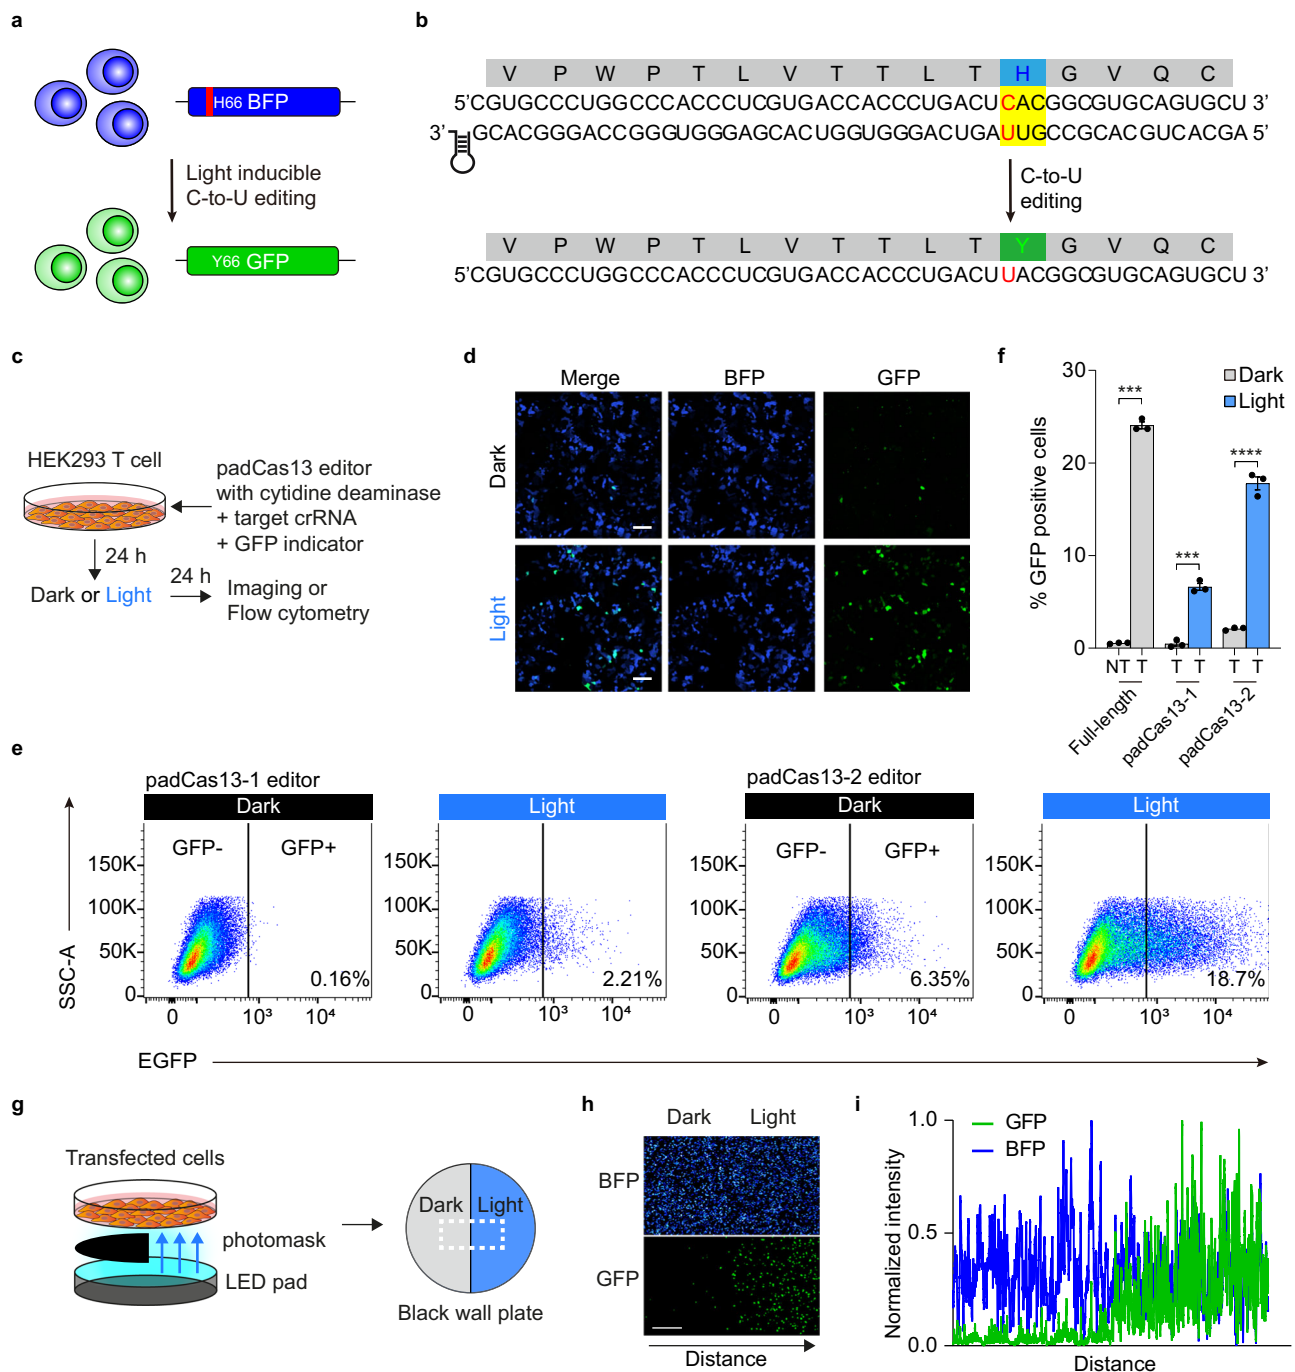 a
H66 BFP
Light inducible
C-to-U editing
Y66 GFP
b
V P W P T L V T T L T H G V Q C
5’CGUGCCCUGGCCCACCCUCGUGACCACCCUGACUCACGGCGUGCAGUGCU 3’
3’ GCACGGGACCGGGUGGGAGCACUGGUGGGACUGAUUGCCGCACGUCACGA 5’
C-to-U
editing
V P W P T L V T T L T Y G V Q C
5’CGUGCCCUGGCCCACCCUCGUGACCACCCUGACUUACGGCGUGCAGUGCU 3’
c
HEK293 T cell
padCas13 editor
with cytidine deaminase
+ target crRNA
+ GFP indicator
24 h
Dark or Light
24 h
Imaging or
Flow cytometry
d
Merge BFP GFP
Dark
Light
f
% GFP positive cells
30
20
10
0
Dark
Light
*** *** ****
NT T T T T T
Full-length padCas13-1 padCas13-2
e
padCas13-1 editor padCas13-2 editor
Dark Light Dark Light
SSC-A
150K
100K
50K
0
GFP- GFP+
0.16%
0 10³ 10⁴
150K
100K
50K
0
2.21%
0 10³ 10⁴
150K
100K
50K
0
GFP- GFP+
6.35%
0 10³ 10⁴
150K
100K
50K
0
18.7%
0 10³ 10⁴
EGFP
g
Transfected cells
photomask
LED pad
Dark Light
Black wall plate
h
Dark Light
BFP
GFP
Distance
i
Normalized intensity
1.0
0.5
0.0
GFP
BFP
Distance